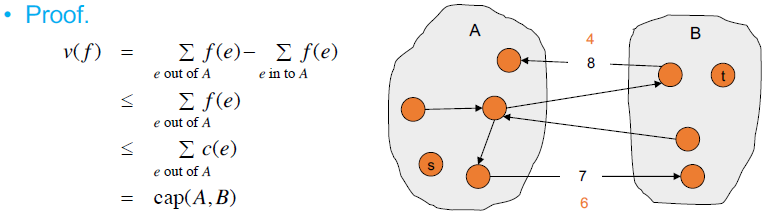 • Proof.
v(f) = Σ f(e) − Σ f(e)
e out of A e in to A
≤ Σ f(e)
e out of A
≤ Σ c(e)
e out of A
= cap(A, B)
A
B
4
8
t
s
7
6